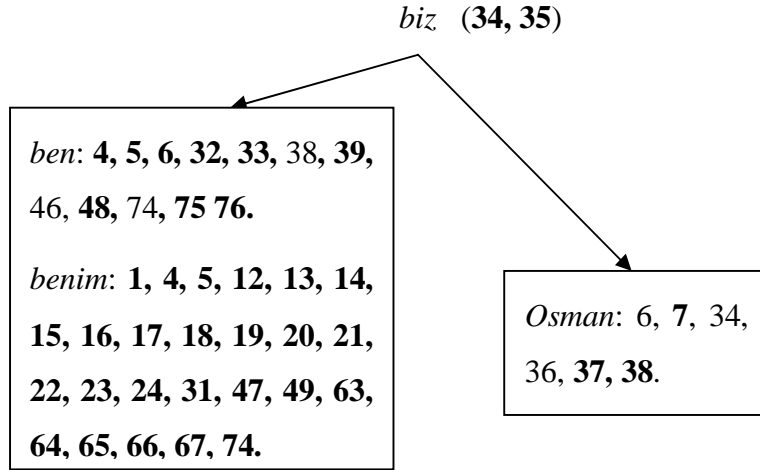 biz (34, 35)
ben: 4, 5, 6, 32, 33, 38, 39,
46, 48, 74, 75 76.
benim: 1, 4, 5, 12, 13, 14,
15, 16, 17, 18, 19, 20, 21,
22, 23, 24, 31, 47, 49, 63,
64, 65, 66, 67, 74.
Osman: 6, 7, 34,
36, 37, 38.